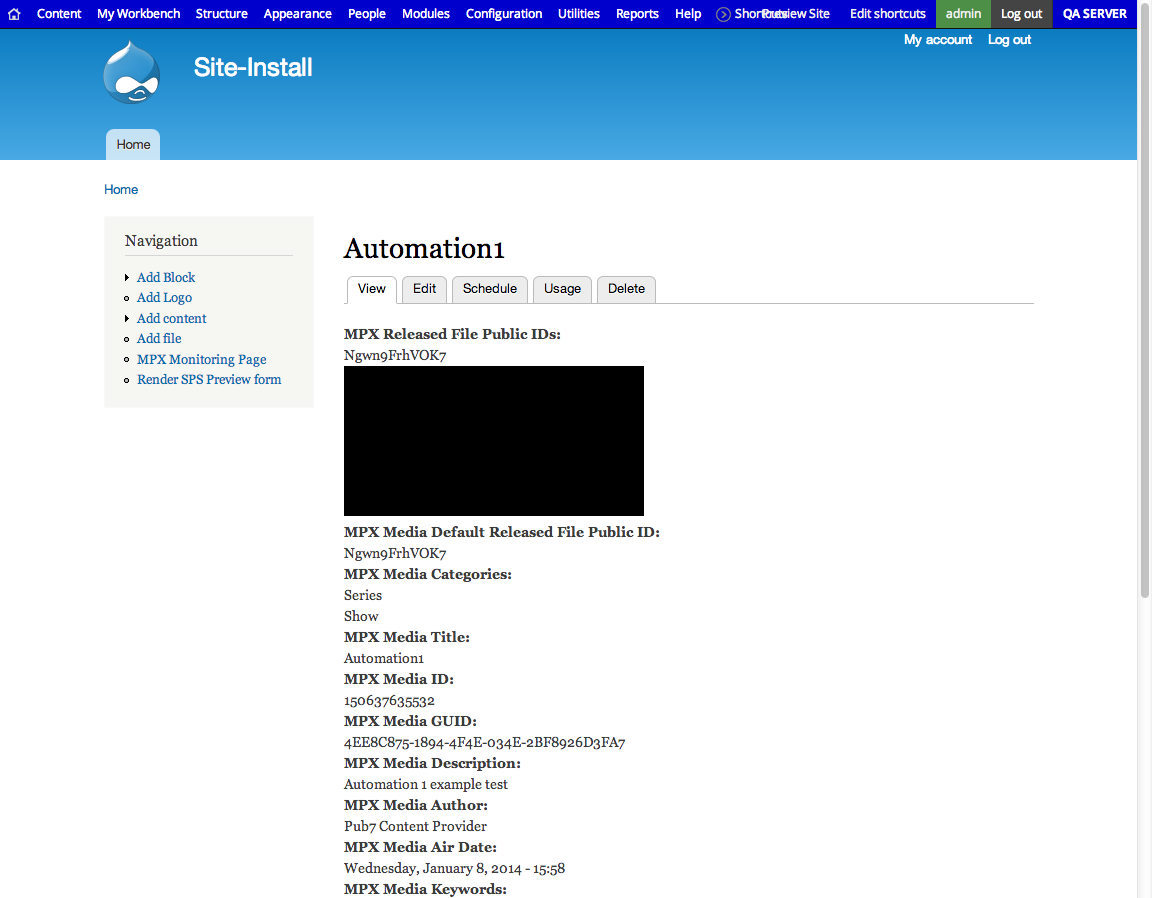 Content My Workbench Structure Appearance People Modules Configuration Utilities Reports Help Shortcuts Preview Site Edit shortcuts admin Log out QA SERVER
My account Log out
Site-Install
Home
Home
Navigation
Add Block
Add Logo
Add content
Add file
MPX Monitoring Page
Render SPS Preview form
Automation1
View Edit Schedule Usage Delete
MPX Released File Public IDs:
Ngwn9FrhVOK7
MPX Media Default Released File Public ID:
Ngwn9FrhVOK7
MPX Media Categories:
Series
Show
MPX Media Title:
Automation1
MPX Media ID:
150637635532
MPX Media GUID:
4EE8C875-1894-4F4E-034E-2BF8926D3FA7
MPX Media Description:
Automation 1 example test
MPX Media Author:
Pub7 Content Provider
MPX Media Air Date:
Wednesday, January 8, 2014 - 15:58
MPX Media Keywords: